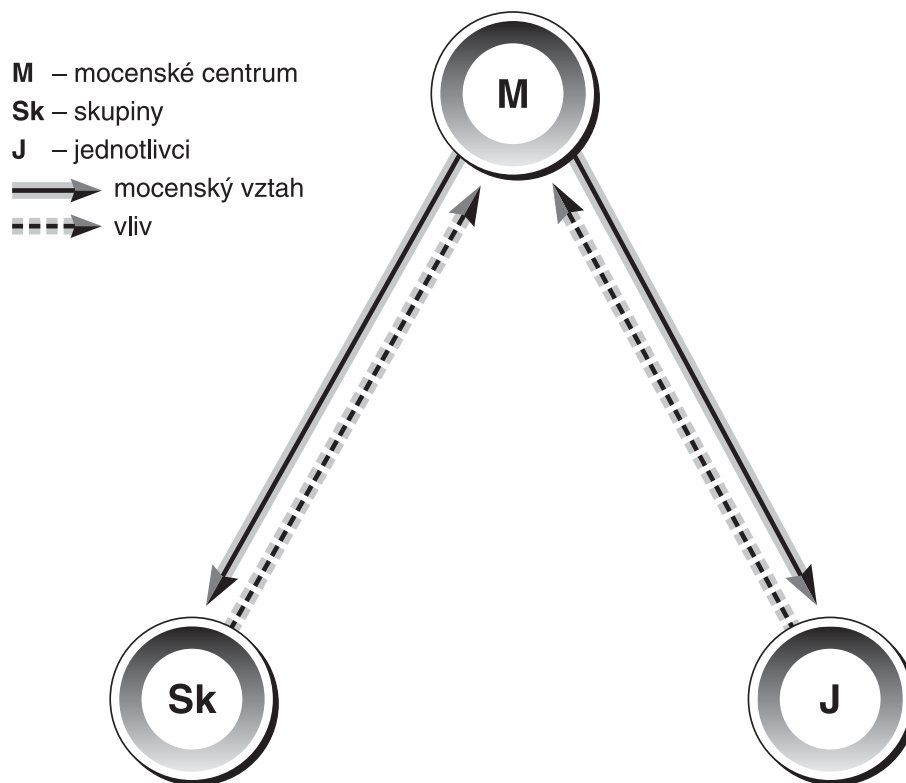 M – mocenské centrum
Sk – skupiny
J – jednotlivci
mocenský vztah
vliv
M
Sk
J